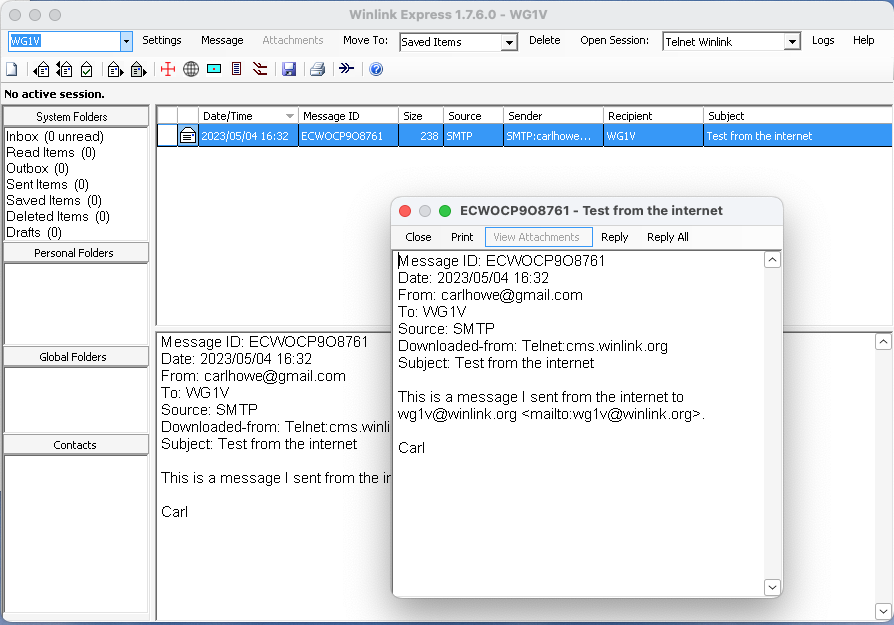 Winlink Express 1.7.6.0 - WG1V
WG1V Settings Message Attachments Move To: Saved Items Delete Open Session: Telnet Winlink Logs Help
No active session.
System Folders
Inbox (0 unread)
Read Items (0)
Outbox (0)
Sent Items (0)
Saved Items (0)
Deleted Items (0)
Drafts (0)
Personal Folders
Global Folders
Contacts
Date/Time Message ID Size Source Sender Recipient Subject
2023/05/04 16:32 ECWOCP9O8761 238 SMTP SMTP:carlhowe... WG1V Test from the internet
Message ID: ECWOCP9O8761
Date: 2023/05/04 16:32
From: carlhowe@gmail.com
To: WG1V
Source: SMTP
Downloaded-from: Telnet:cms.winli
Subject: Test from the internet
This is a message I sent from the in
Carl
ECWOCP9O8761 - Test from the internet
Close Print View Attachments Reply Reply All
Message ID: ECWOCP9O8761
Date: 2023/05/04 16:32
From: carlhowe@gmail.com
To: WG1V
Source: SMTP
Downloaded-from: Telnet:cms.winlink.org
Subject: Test from the internet
This is a message I sent from the internet to
wg1v@winlink.org <mailto:wg1v@winlink.org>.
Carl